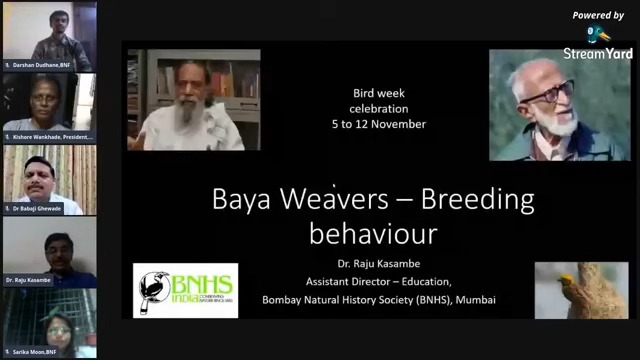 Powered by
StreamYard
Darshan Dudhane,BNF
Kishore Wankhade, President,...
Dr Babaji Ghewade
Dr. Raju Kasambe
Sarika Moon,BNF
Bird week
celebration
5 to 12 November
Baya Weavers – Breeding
behaviour
Dr. Raju Kasambe
Assistant Director – Education,
Bombay Natural History Society (BNHS), Mumbai
BNHS
INDIA